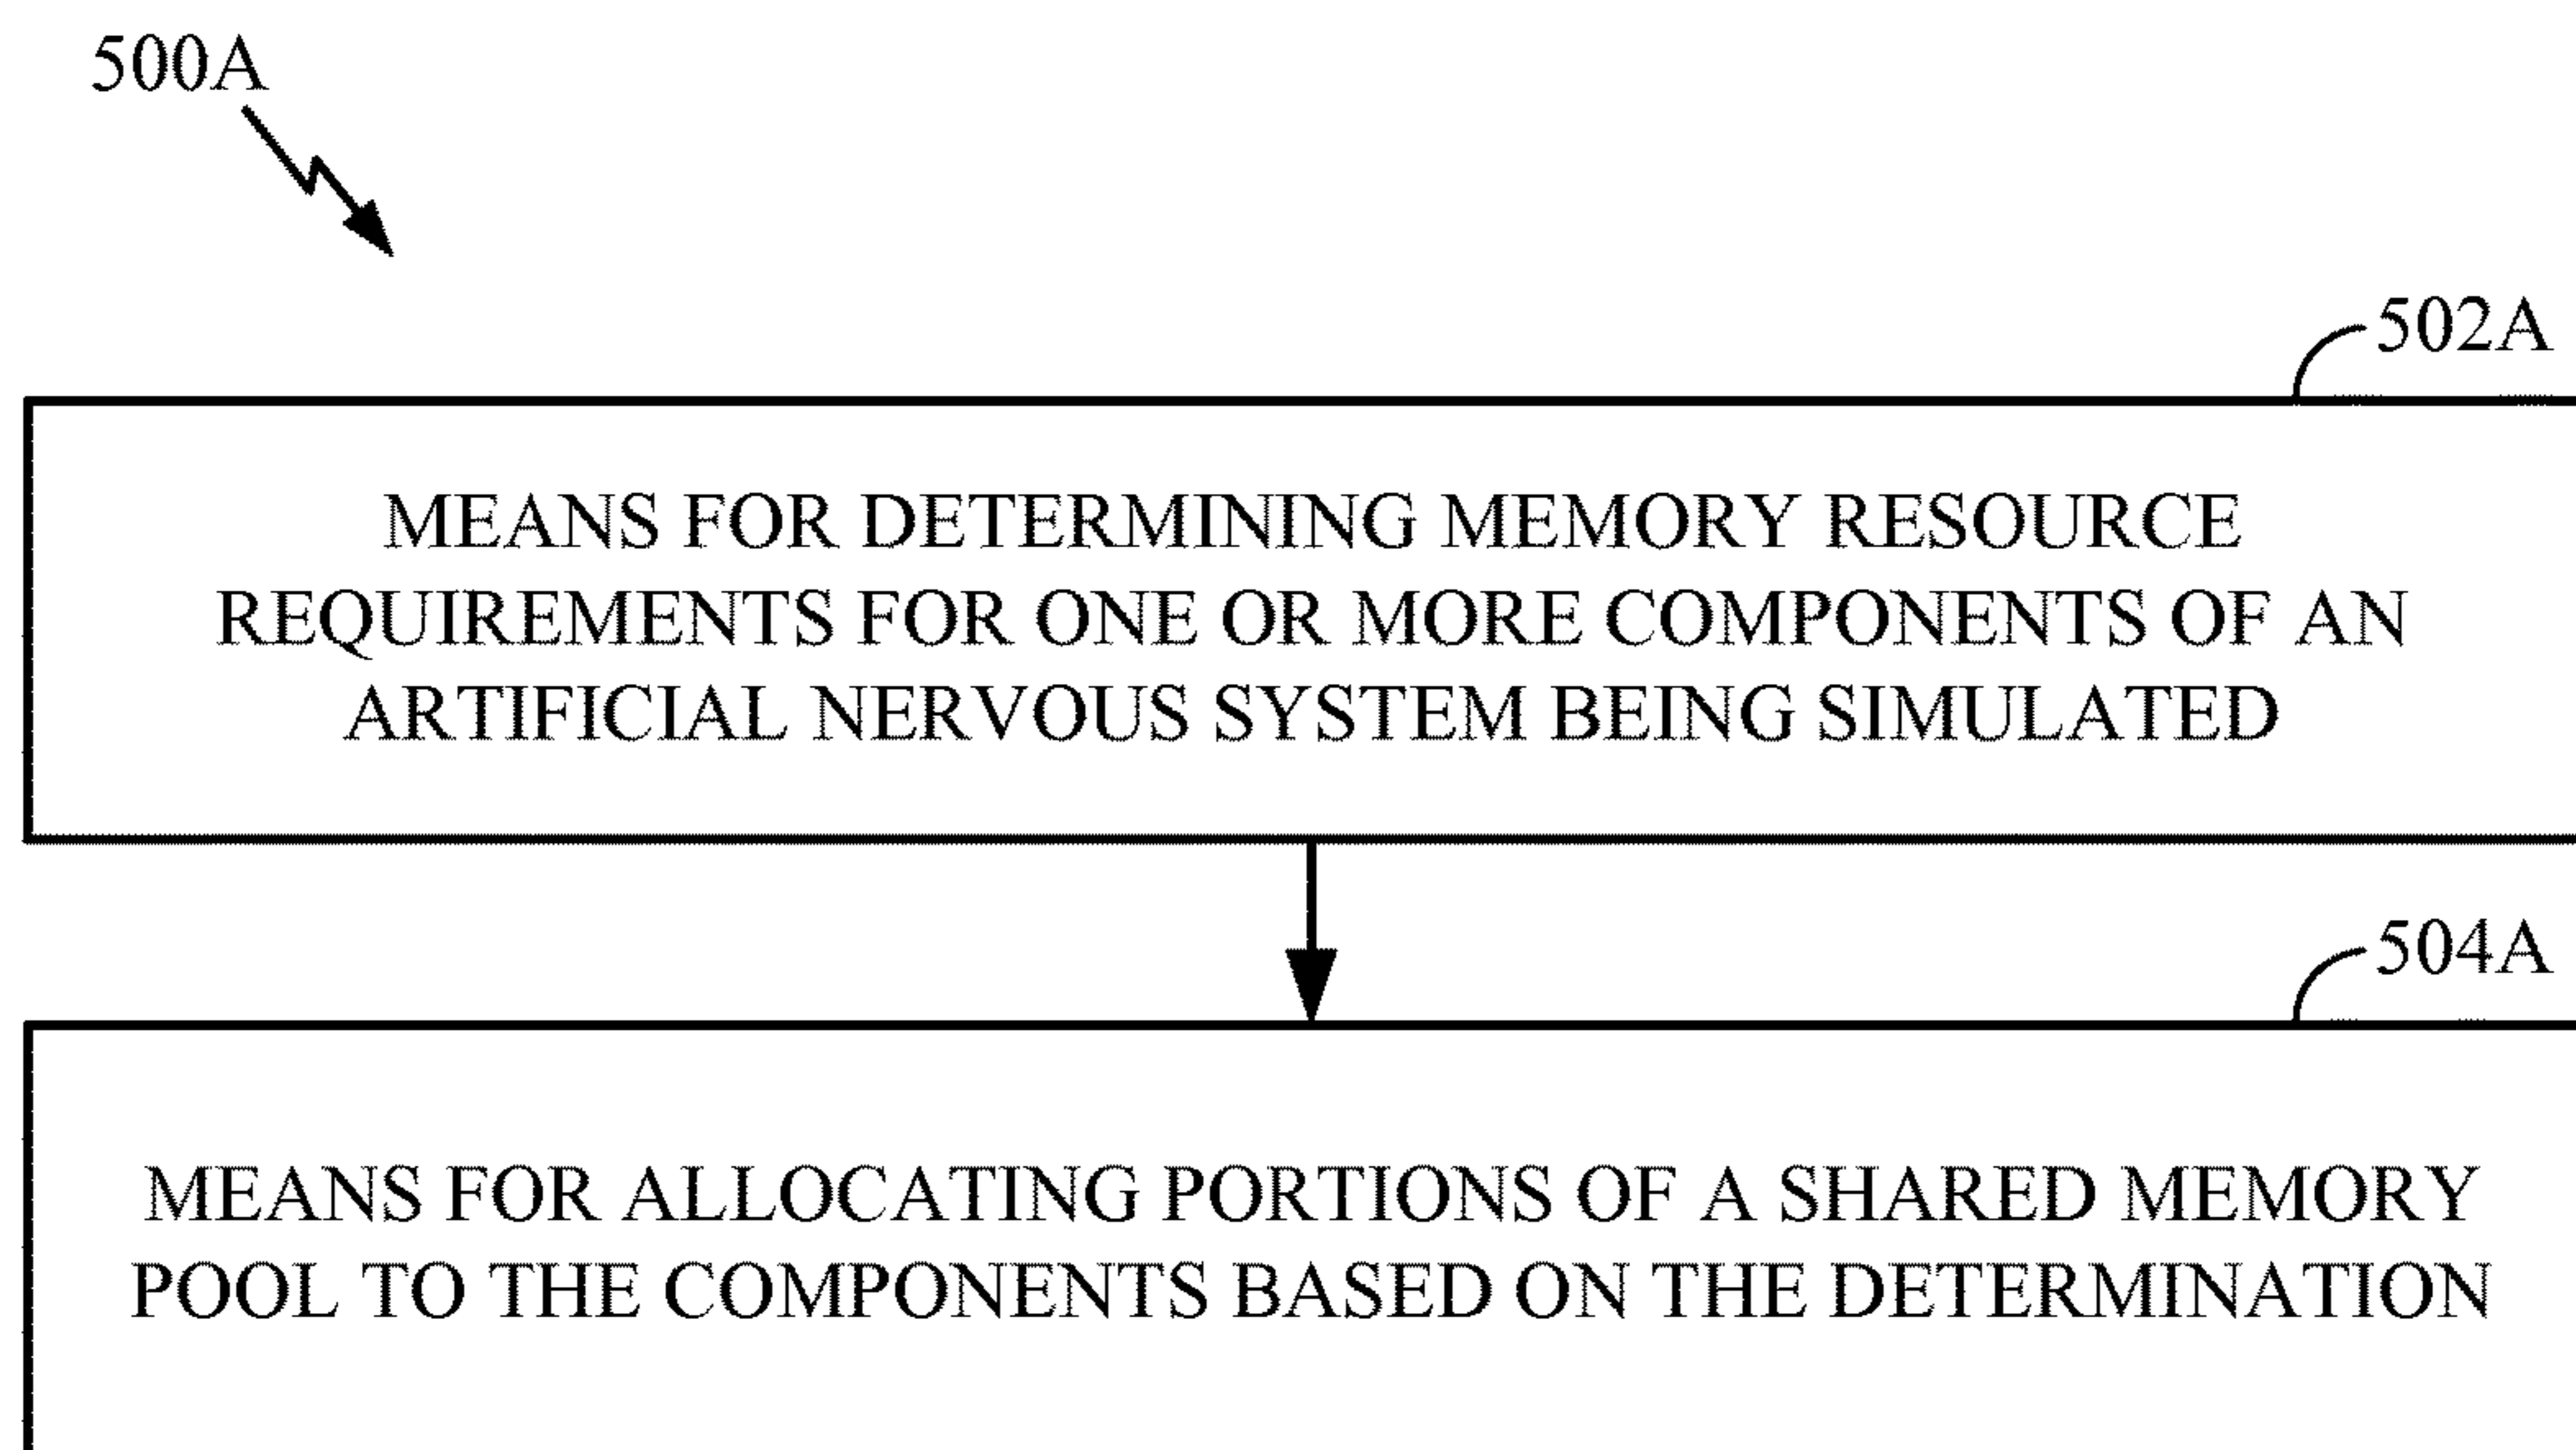 500A
502A
MEANS FOR DETERMINING MEMORY RESOURCE
REQUIREMENTS FOR ONE OR MORE COMPONENTS OF AN
ARTIFICIAL NERVOUS SYSTEM BEING SIMULATED
504A
MEANS FOR ALLOCATING PORTIONS OF A SHARED MEMORY
POOL TO THE COMPONENTS BASED ON THE DETERMINATION